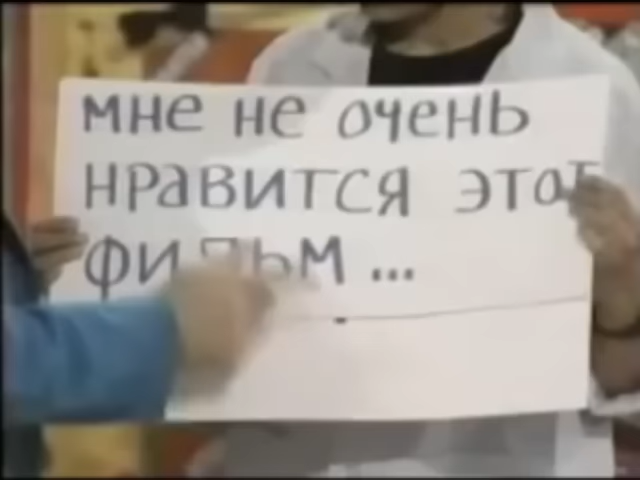 мне не очень
нравится этот
фильм ...